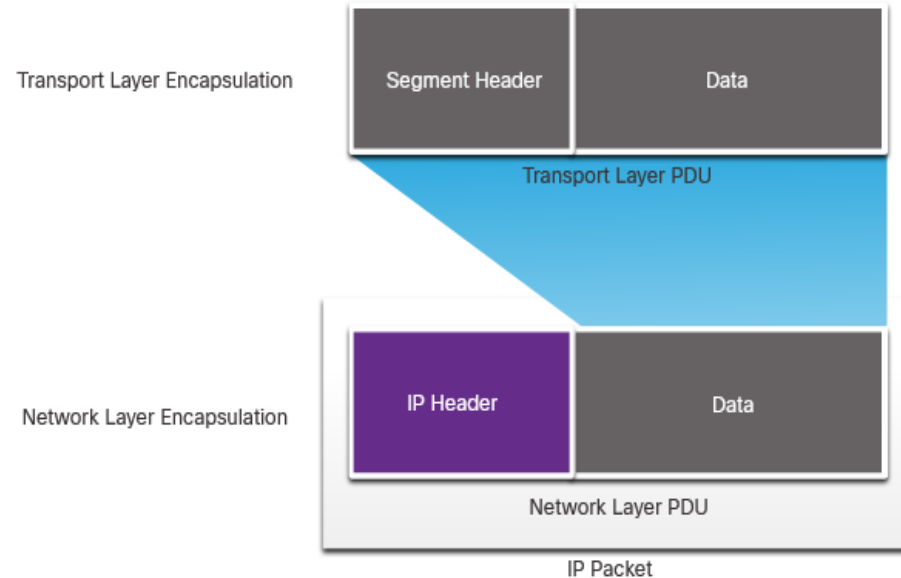 Transport Layer Encapsulation
Segment Header
Data
Transport Layer PDU
Network Layer Encapsulation
IP Header
Data
Network Layer PDU
IP Packet